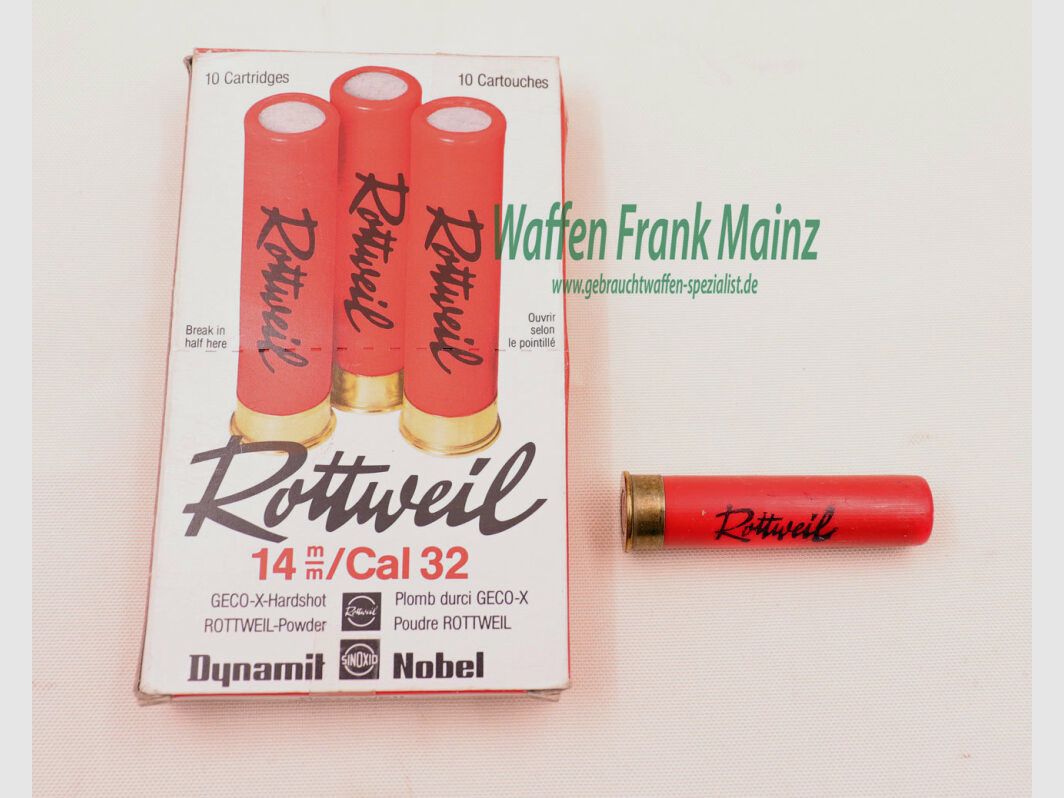 10 Cartridges
10 Cartouches
Rottweil
Rottweil
Rottweil
Waffen Frank Mainz
www.gebrauchtwaffen-spezialist.de
Break in
half here
Ouvrir
selon
le pointillé
Rottweil
14 m/m/Cal 32
GECO-X-Hardshot
ROTTWEIL-Powder
Rottweil
Plomb durci GECO-X
Poudre ROTTWEIL
Dynamit SINOXID Nobel
Rottweil